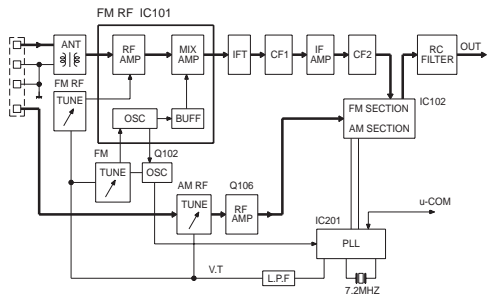 FM RF IC101
ANT
RF AMP
MIX AMP
IFT
CF1
IF AMP
CF2
RC FILTER
OUT
FM RF
TUNE
OSC
BUFF
FM SECTION
AM SECTION
IC102
FM
TUNE
Q102
OSC
AM RF
TUNE
Q106
RF AMP
u-COM
IC201
PLL
V.T
L.P.F
7.2MHZ